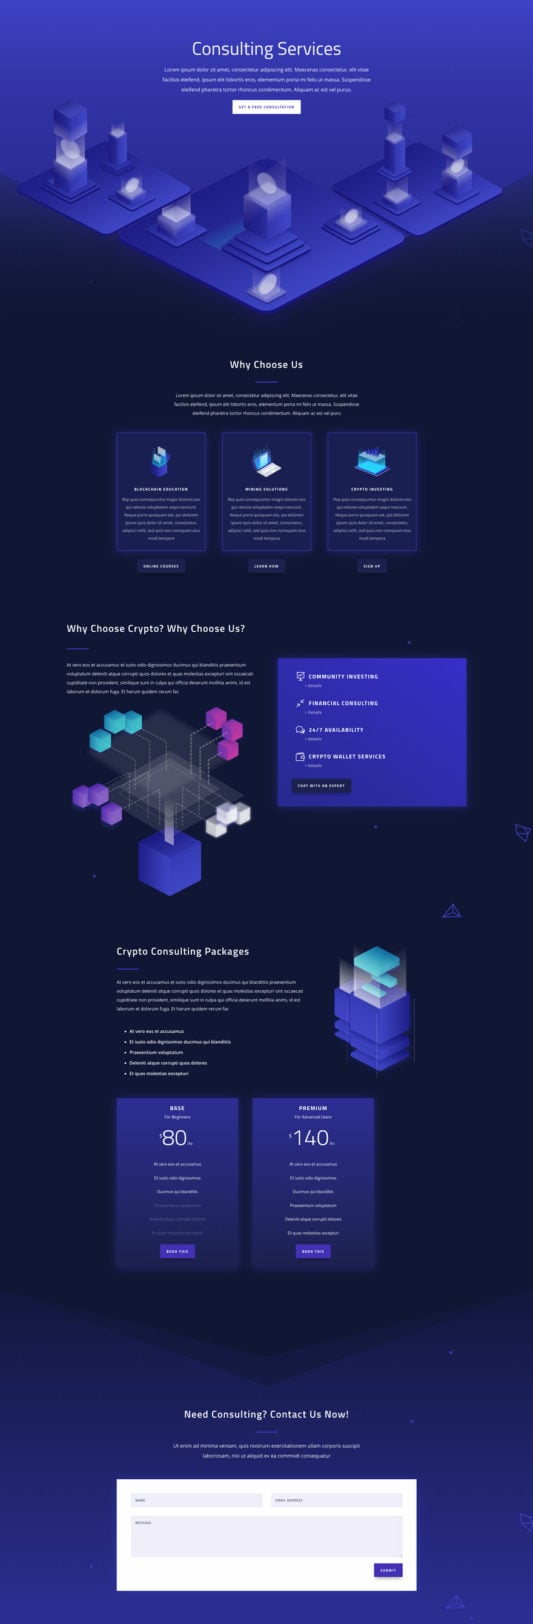 Consulting Services
Lorem ipsum dolor sit amet, consectetur adipiscing elit. Maecenas consectetur, elit vitae
facilisis eleifend, ipsum elit lobortis eros, elementum porta mi felis ut massa. Suspendisse
eleifend pharetra tortor rhoncus condimentum. Aliquam ac est vel purus.
GET A FREE CONSULTATION
Why Choose Us
Lorem ipsum dolor sit amet, consectetur adipiscing elit. Maecenas consectetur, elit vitae
facilisis eleifend, ipsum elit lobortis eros, elementum porta mi felis ut massa. Suspendisse
eleifend pharetra tortor rhoncus condimentum. Aliquam ac est vel puru
BLOCKCHAIN EDUCATION
Rep quia consequuntur magni dolores eos
qui ratione voluptatem sequi nesciunt.
Neque porro quisquam est, qui dolorem
ipsum quia dolor sit amet, consectetur,
adipisci velit, sed quia non numquam eius
modi tempora
ONLINE COURSES
MINING SOLUTIONS
Rep quia consequuntur magni dolores eos
qui ratione voluptatem sequi nesciunt.
Neque porro quisquam est, qui dolorem
ipsum quia dolor sit amet, consectetur,
adipisci velit, sed quia non numquam eius
modi tempora
LEARN HOW
CRYPTO INVESTING
Rep quia consequuntur magni dolores eos
qui ratione voluptatem sequi nesciunt.
Neque porro quisquam est, qui dolorem
ipsum quia dolor sit amet, consectetur,
adipisci velit, sed quia non numquam eius
modi tempora
SIGN UP
Why Choose Crypto? Why Choose Us?
At vero eos et accusamus et iusto odio dignissimos ducimus qui blanditiis praesentium
voluptatum deleniti atque corrupti quos dolores et quas molestias excepturi sint occaecati
cupiditate non provident, similique sunt in culpa qui officia deserunt mollitia animi, id est
laborum et dolorum fuga. Et harum quidem rerum fac
COMMUNITY INVESTING
+ Details
FINANCIAL CONSULTING
+ Details
24/7 AVAILABILITY
+ Details
CRYPTO WALLET SERVICES
+ Details
CHAT WITH AN EXPERT
Crypto Consulting Packages
At vero eos et accusamus et iusto odio dignissimos ducimus qui blanditiis praesentium
voluptatum deleniti atque corrupti quos dolores et quas molestias excepturi sint occaecati
cupiditate non provident, similique sunt in culpa qui officia deserunt mollitia animi, id est
laborum et dolorum fuga. Et harum quidem rerum fac
• At vero eos et accusamus
• Et iusto odio dignissimos ducimus qui blanditiis
• Praesentium voluptatum
• Deleniti atque corrupti quos dolores
• Et quas molestias excepturi
BASE
For Beginners
$80/hr
At vero eos et accusamus
Et iusto odio dignissimos
Ducimus qui blanditiis
Praesentium voluptatum
Deleniti atque corrupti dolores
Et quas molestias excepturi
BOOK THIS
PREMIUM
For Advanced Users
$140/hr
At vero eos et accusamus
Et iusto odio dignissimos
Ducimus qui blanditiis
Praesentium voluptatum
Deleniti atque corrupti dolores
Et quas molestias excepturi
BOOK THIS
Need Consulting? Contact Us Now!
Ut enim ad minima veniam, quis nostrum exercitationem ullam corporis suscipit
laboriosam, nisi ut aliquid ex ea commodi consequatur
NAME
EMAIL ADDRESS
MESSAGE
SUBMIT